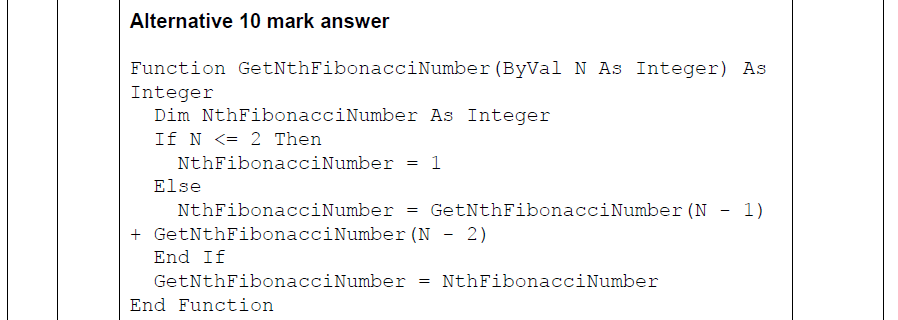 Alternative 10 mark answer
Function GetNthFibonacciNumber(ByVal N As Integer) As
Integer
  Dim NthFibonacciNumber As Integer
  If N <= 2 Then
    NthFibonacciNumber = 1
  Else
    NthFibonacciNumber = GetNthFibonacciNumber(N - 1)
+ GetNthFibonacciNumber(N - 2)
  End If
  GetNthFibonacciNumber = NthFibonacciNumber
End Function